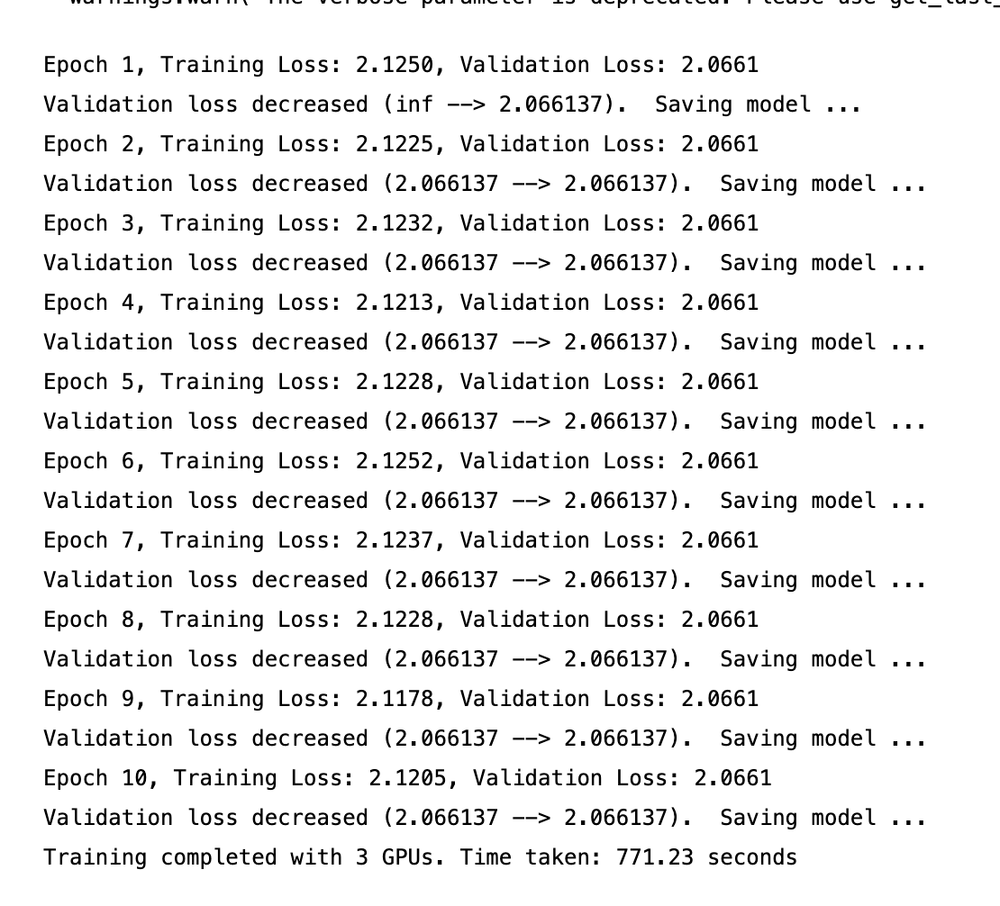 warnings.warn( "The verbose parameter is deprecated. Please use get_last_
Epoch 1, Training Loss: 2.1250, Validation Loss: 2.0661
Validation loss decreased (inf --> 2.066137).  Saving model ...
Epoch 2, Training Loss: 2.1225, Validation Loss: 2.0661
Validation loss decreased (2.066137 --> 2.066137).  Saving model ...
Epoch 3, Training Loss: 2.1232, Validation Loss: 2.0661
Validation loss decreased (2.066137 --> 2.066137).  Saving model ...
Epoch 4, Training Loss: 2.1213, Validation Loss: 2.0661
Validation loss decreased (2.066137 --> 2.066137).  Saving model ...
Epoch 5, Training Loss: 2.1228, Validation Loss: 2.0661
Validation loss decreased (2.066137 --> 2.066137).  Saving model ...
Epoch 6, Training Loss: 2.1252, Validation Loss: 2.0661
Validation loss decreased (2.066137 --> 2.066137).  Saving model ...
Epoch 7, Training Loss: 2.1237, Validation Loss: 2.0661
Validation loss decreased (2.066137 --> 2.066137).  Saving model ...
Epoch 8, Training Loss: 2.1228, Validation Loss: 2.0661
Validation loss decreased (2.066137 --> 2.066137).  Saving model ...
Epoch 9, Training Loss: 2.1178, Validation Loss: 2.0661
Validation loss decreased (2.066137 --> 2.066137).  Saving model ...
Epoch 10, Training Loss: 2.1205, Validation Loss: 2.0661
Validation loss decreased (2.066137 --> 2.066137).  Saving model ...
Training completed with 3 GPUs. Time taken: 771.23 seconds